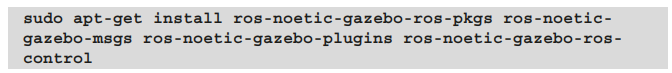 sudo apt-get install ros-noetic-gazebo-ros-pkgs ros-noetic-
gazebo-msgs ros-noetic-gazebo-plugins ros-noetic-gazebo-ros-
control